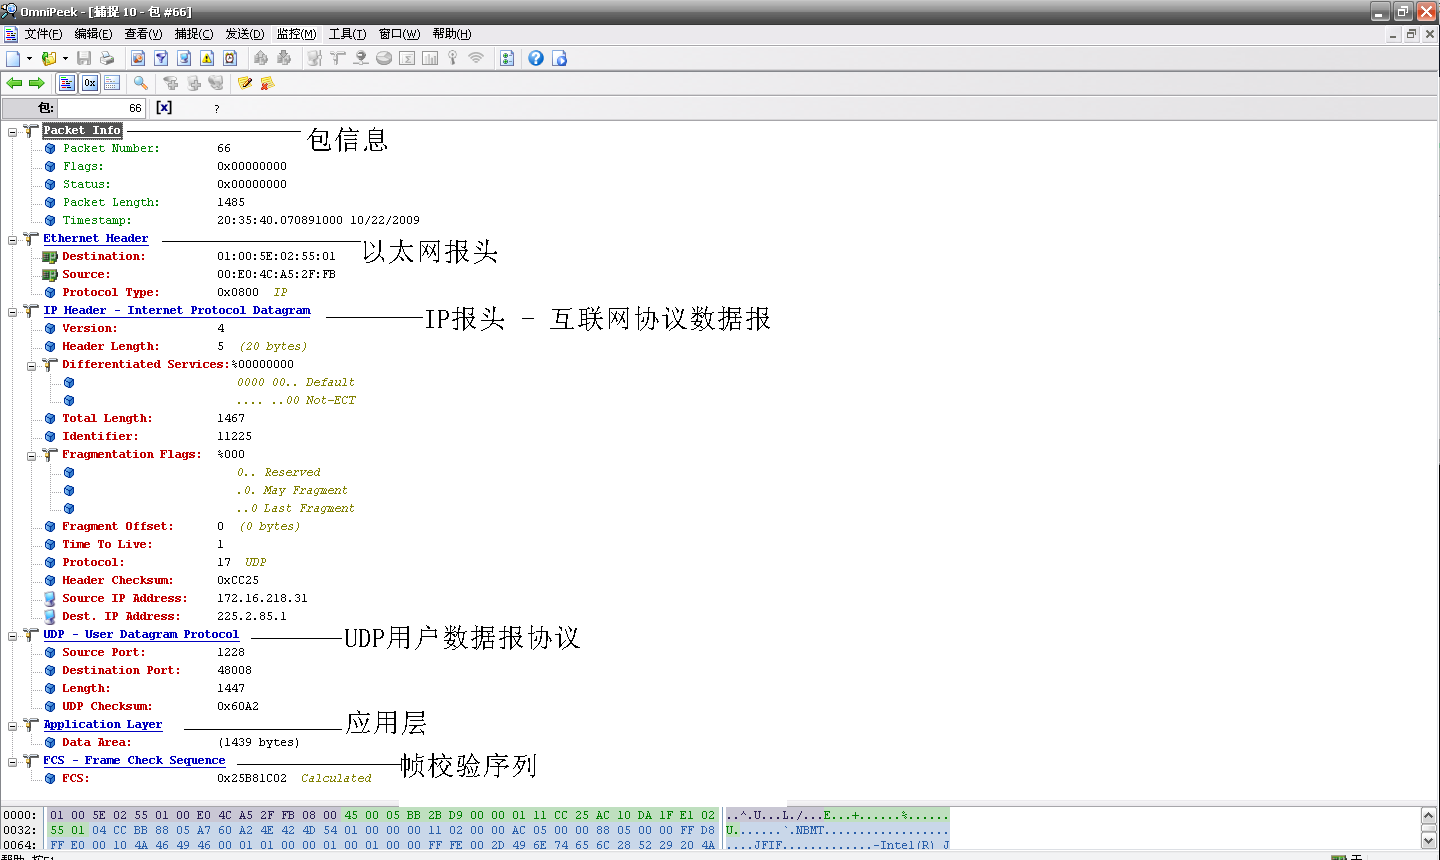 OmniPeek - [捕捉 10 - 包 #66]
文件(F) 编辑(E) 查看(V) 捕捉(C) 发送(D) 监控(M) 工具(T) 窗口(W) 帮助(H)
包: 66 [x] ?
Packet Info 包信息
Packet Number: 66
Flags: 0x00000000
Status: 0x00000000
Packet Length: 1485
Timestamp: 20:35:40.070891000 10/22/2009
Ethernet Header 以太网报头
Destination: 01:00:5E:02:55:01
Source: 00:E0:4C:A5:2F:FB
Protocol Type: 0x0800 IP
IP Header - Internet Protocol Datagram IP报头 - 互联网协议数据报
Version: 4
Header Length: 5 (20 bytes)
Differentiated Services:%00000000
0000 00.. Default
.... ..00 Not-ECT
Total Length: 1467
Identifier: 11225
Fragmentation Flags: %000
0.. Reserved
.0. May Fragment
..0 Last Fragment
Fragment Offset: 0 (0 bytes)
Time To Live: 1
Protocol: 17 UDP
Header Checksum: 0xCC25
Source IP Address: 172.16.218.31
Dest. IP Address: 225.2.85.1
UDP - User Datagram Protocol UDP用户数据报协议
Source Port: 1228
Destination Port: 48008
Length: 1447
UDP Checksum: 0x60A2
Application Layer 应用层
Data Area: (1439 bytes)
FCS - Frame Check Sequence 帧校验序列
FCS: 0x25B81C02 Calculated
0000: 01 00 5E 02 55 01 00 E0 4C A5 2F FB 08 00 45 00 05 BB 2B D9 00 00 01 11 CC 25 AC 10 DA 1F E1 02 ..^.U...L./...E...+......%......
0032: 55 01 04 CC BB 88 05 A7 60 A2 4E 42 4D 54 01 00 00 00 11 02 00 00 AC 05 00 00 88 05 00 00 FF D8 U.......`.NBMT..................
0064: FF E0 00 10 4A 46 49 46 00 01 01 00 00 01 00 01 00 00 FF FE 00 2D 49 6E 74 65 6C 28 52 29 20 4A ....JFIF.............-Intel(R) J